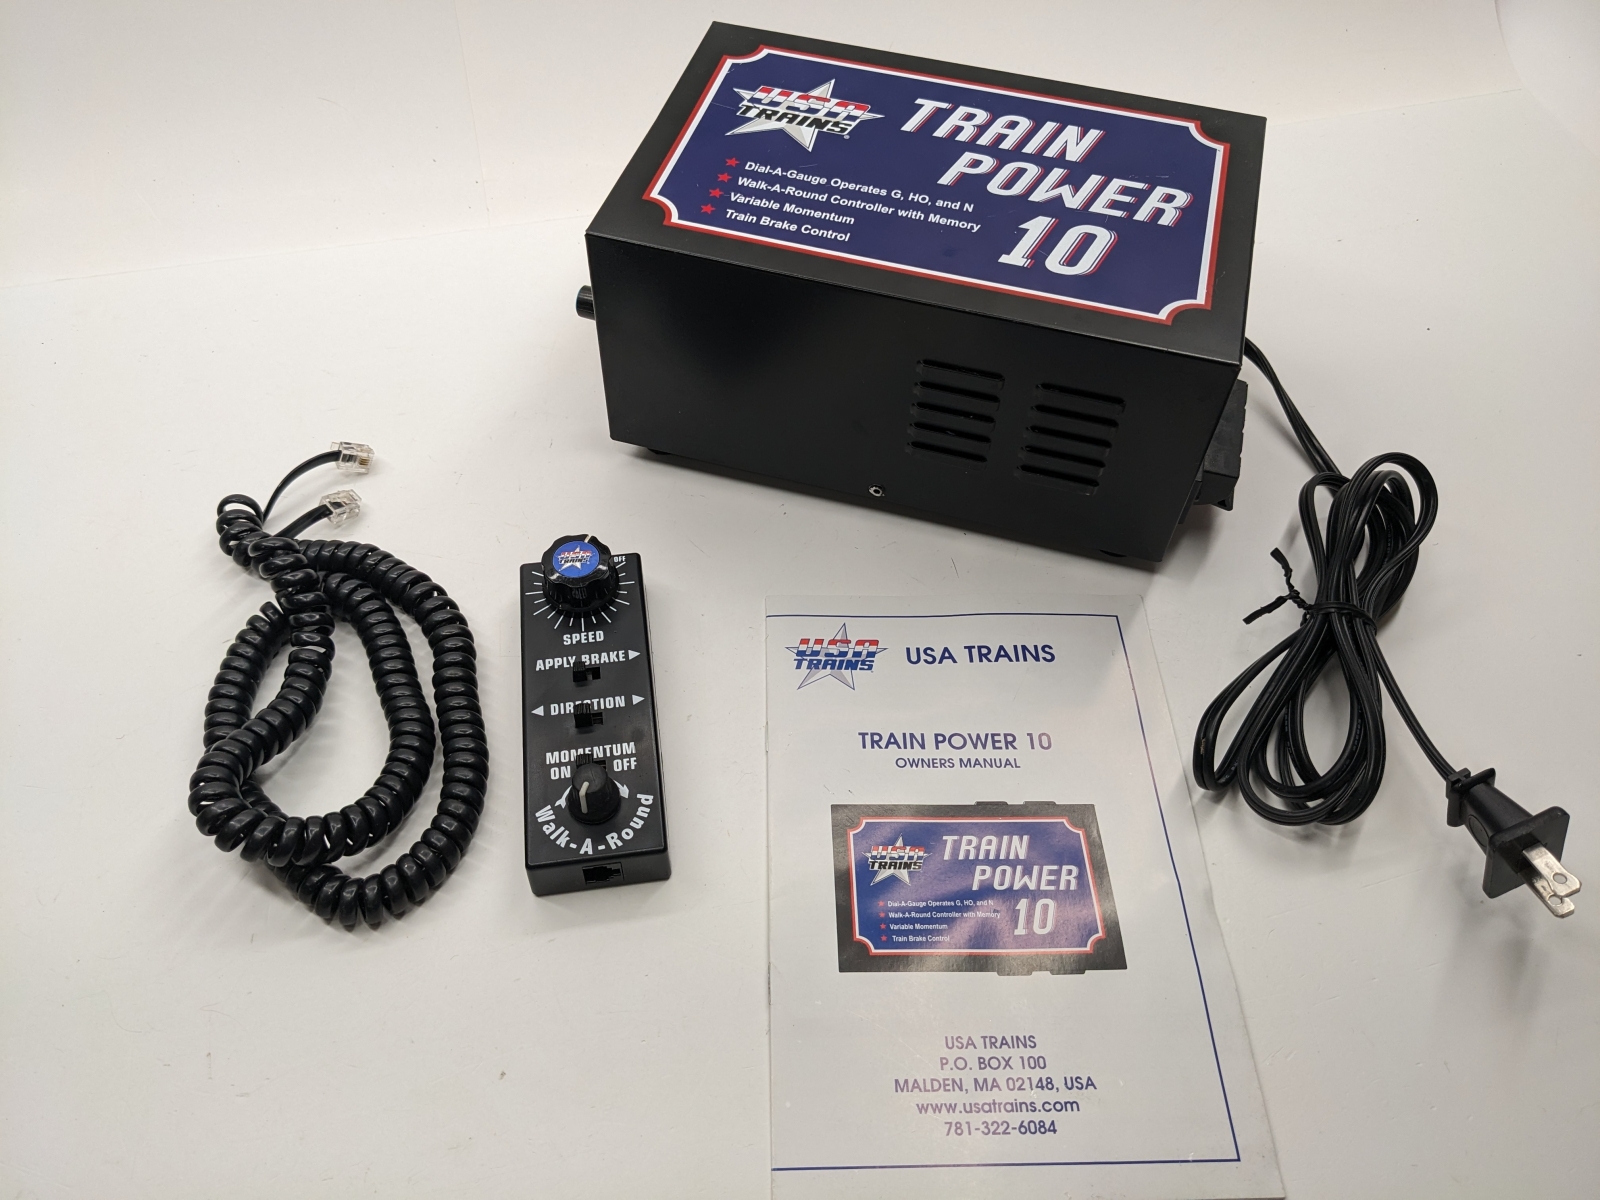 USA
TRAINS
TRAIN
POWER
10
Dial-A-Gauge Operates G, HO, and N
Walk-A-Round Controller with Memory
Variable Momentum
Train Brake Control
USA
TRAINS
OFF
SPEED
APPLY BRAKE
DIRECTION
MOMENTUM
ON OFF
Walk-A-Round
USA
TRAINS
USA TRAINS
TRAIN POWER 10
OWNERS MANUAL
USA
TRAINS
TRAIN
POWER
10
Dial-A-Gauge Operates G, HO, and N
Walk-A-Round Controller with Memory
Variable Momentum
Train Brake Control
USA TRAINS
P.O. BOX 100
MALDEN, MA 02148, USA
www.usatrains.com
781-322-6084